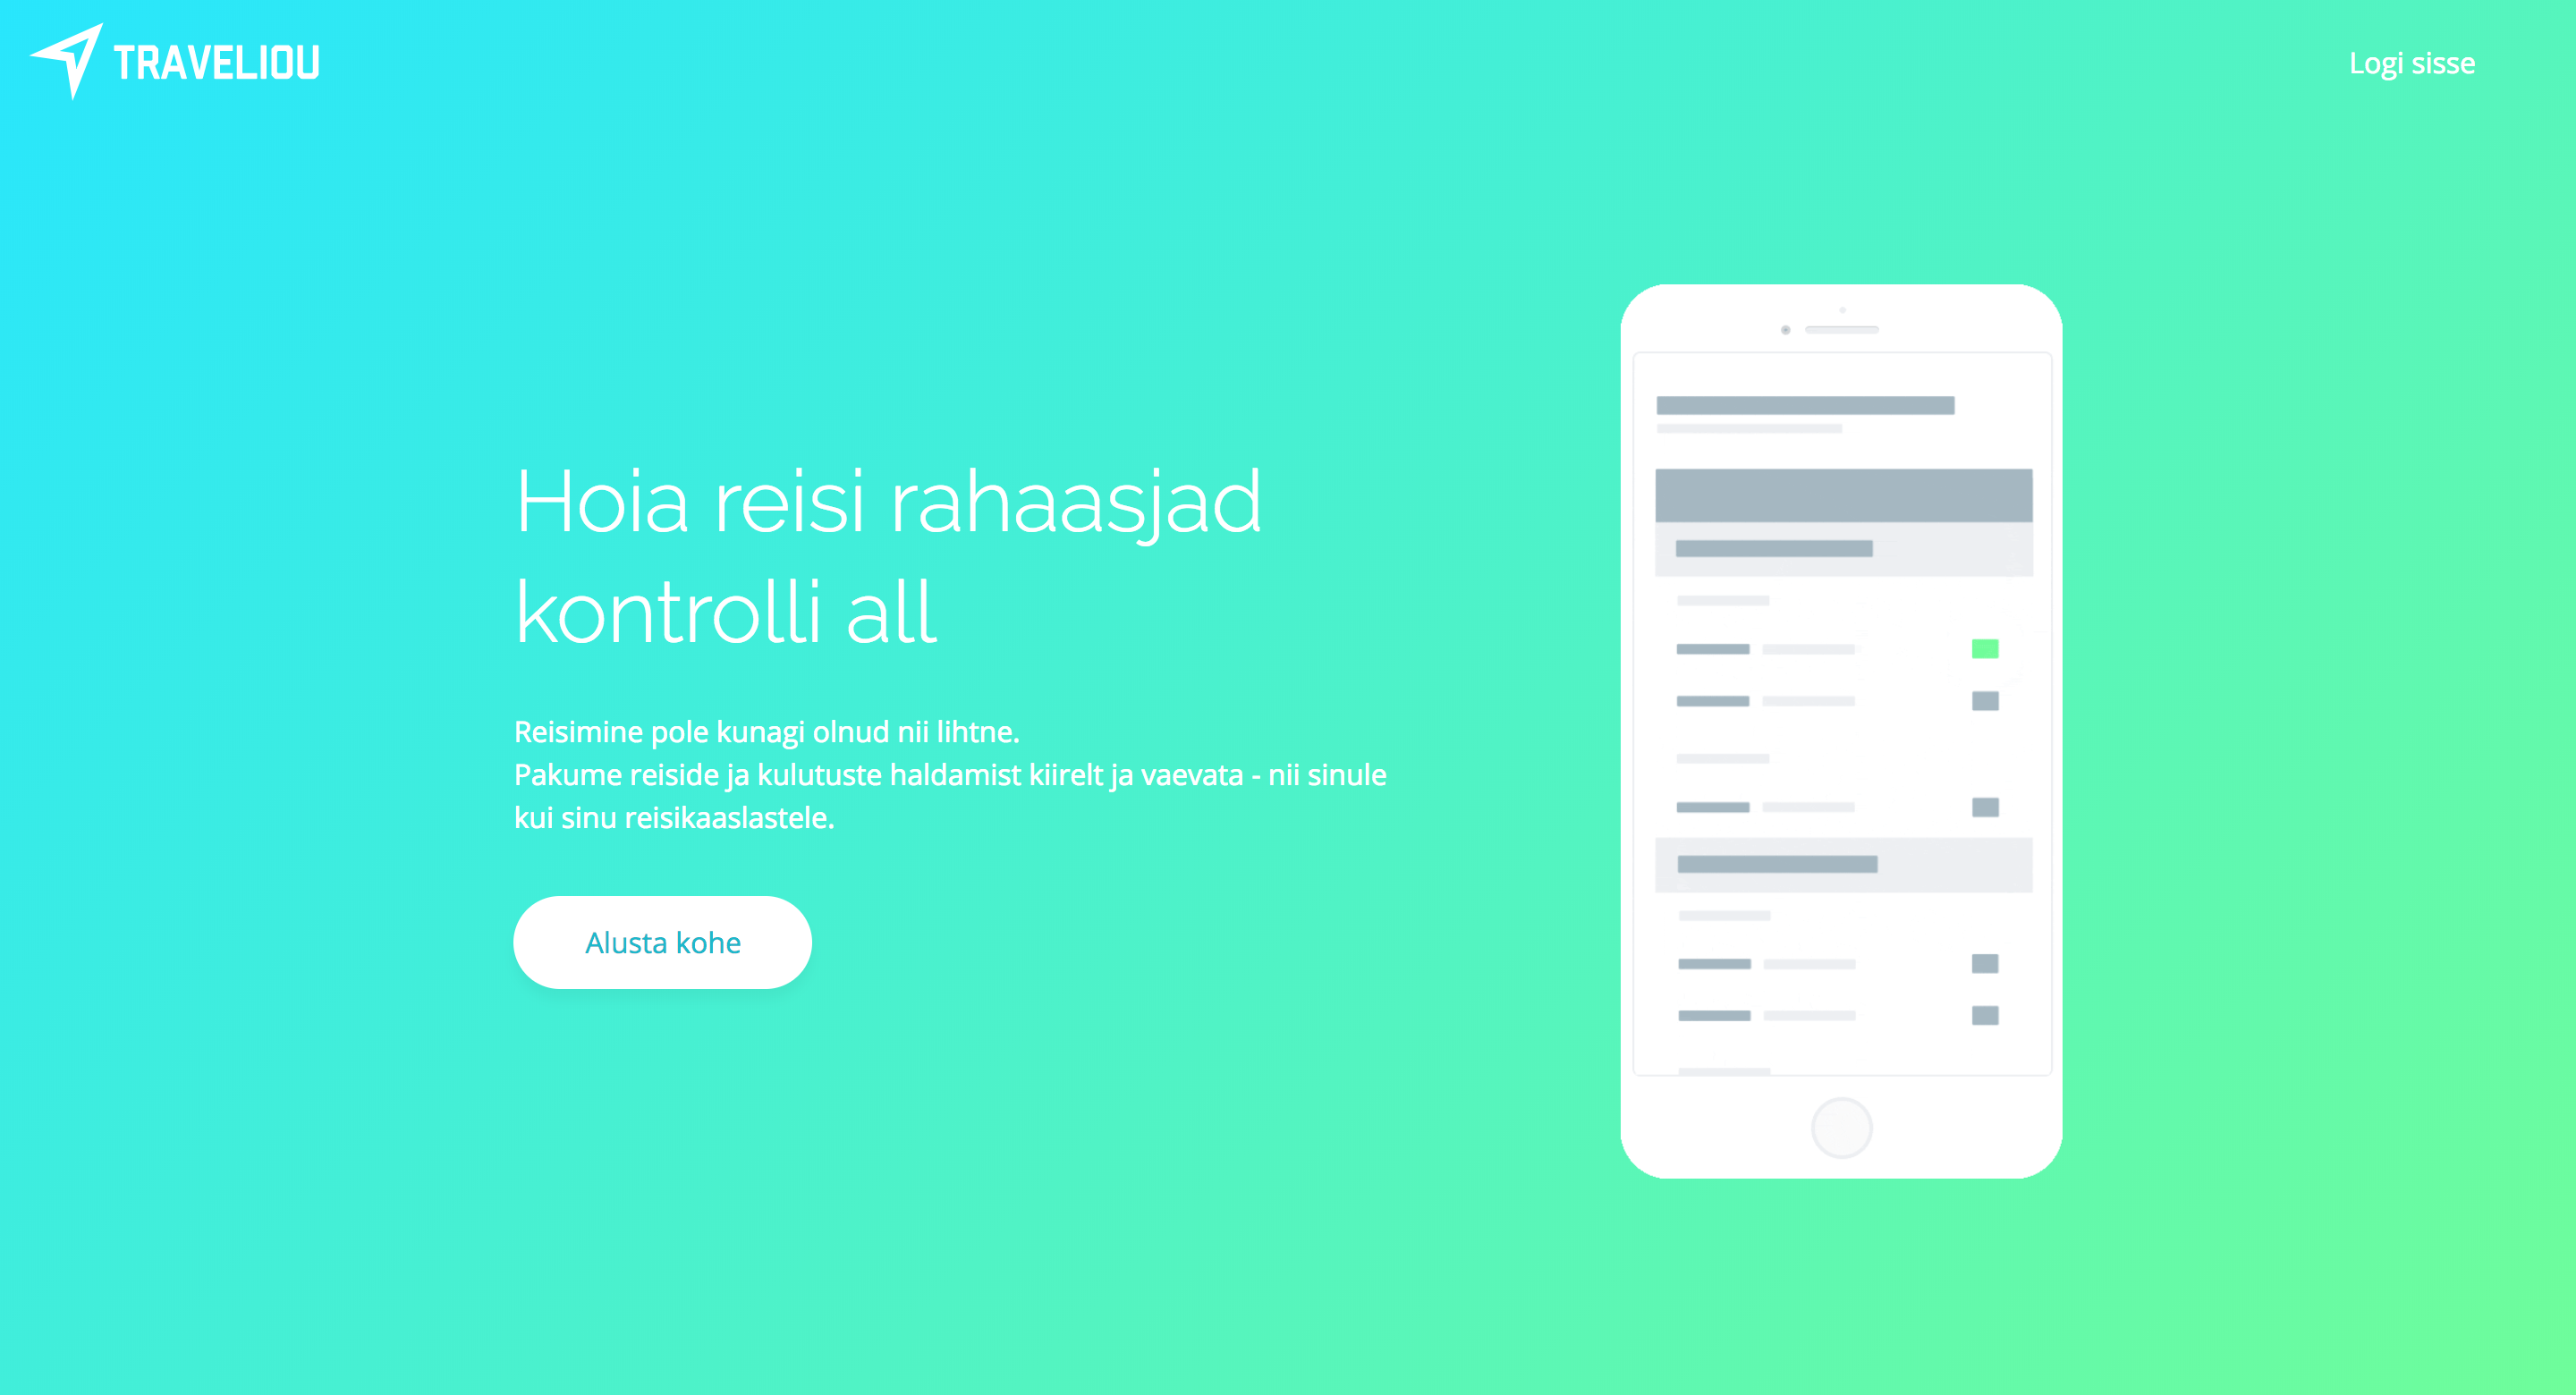 TRAVELIOU
Logi sisse
Hoia reisi rahaasjad
kontrolli all
Reisimine pole kunagi olnud nii lihtne.
Pakume reiside ja kulutuste haldamist kiirelt ja vaevata - nii sinule
kui sinu reisikaaslastele.
Alusta kohe